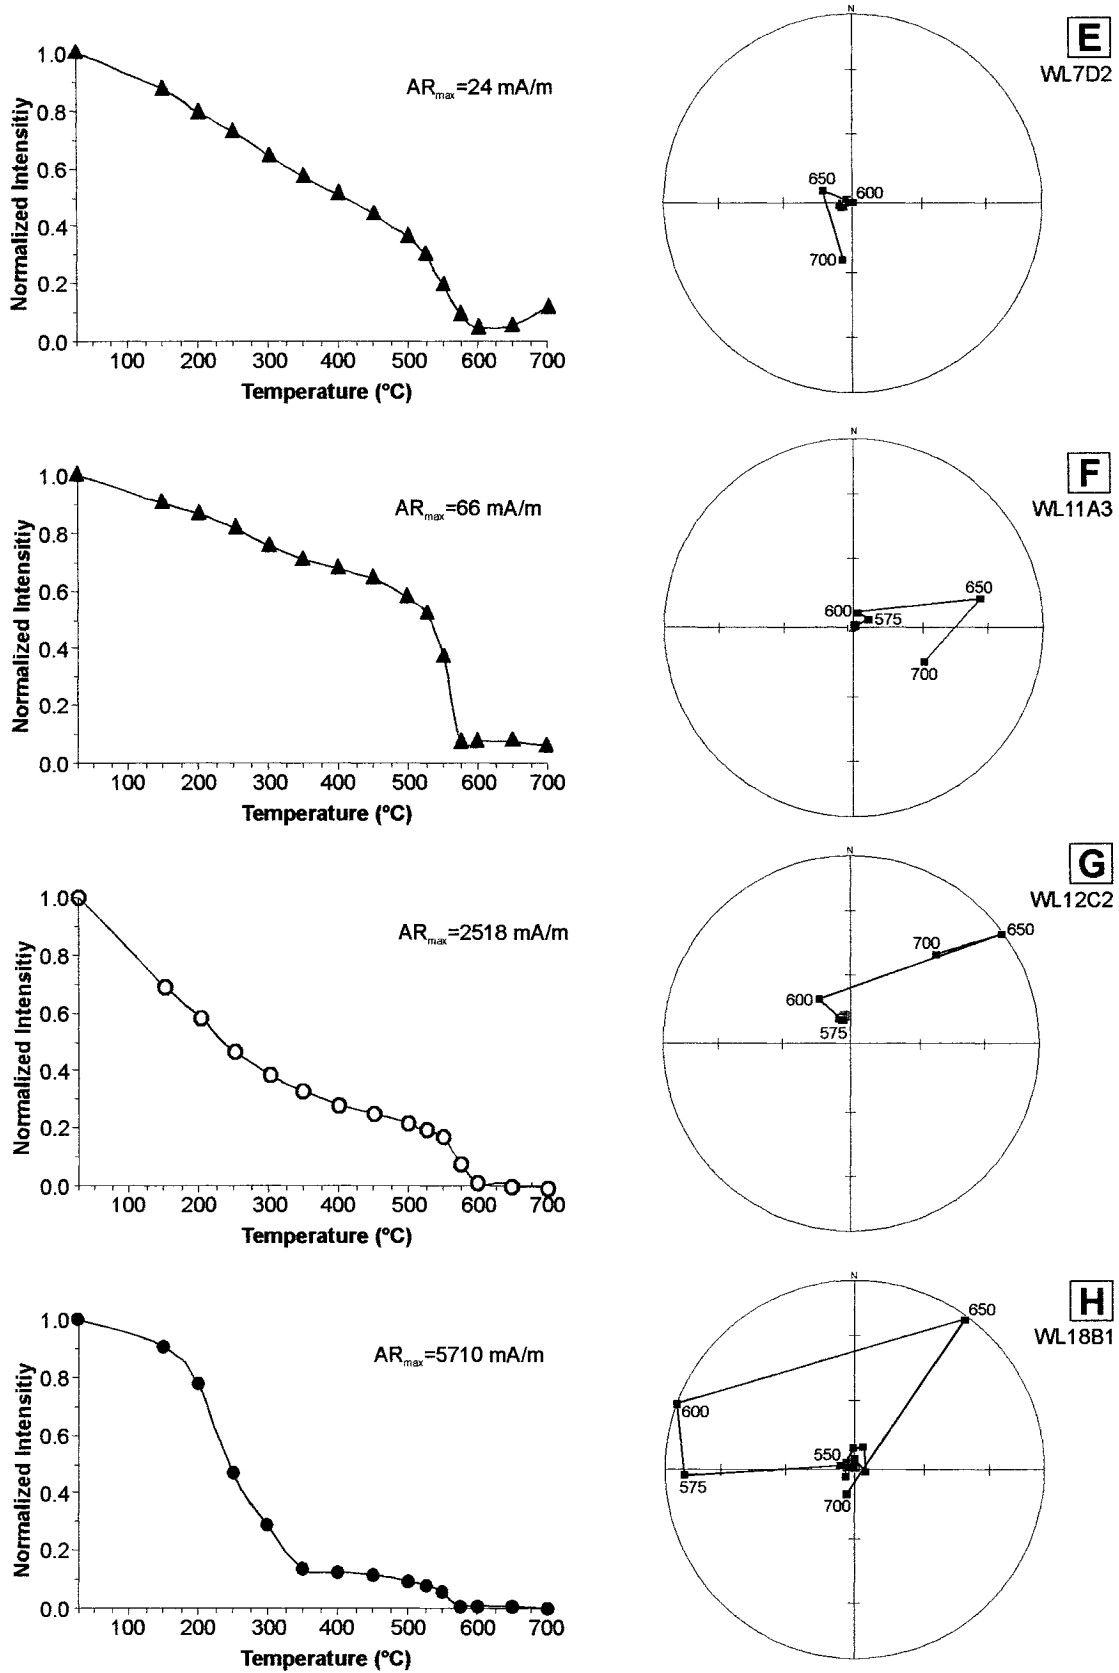 N
E
WL7D2
1.0
0.8
0.6
0.4
0.2
0.0
Normalized Intensitiy
ARmax=24 mA/m
100 200 300 400 500 600 700
Temperature (ºC)
650
600
700
N
F
WL11A3
1.0
0.8
0.6
0.4
0.2
0.0
Normalized Intensitiy
ARmax=66 mA/m
100 200 300 400 500 600 700
Temperature (ºC)
650
600
575
700
N
G
WL12C2
1.0
0.8
0.6
0.4
0.2
0.0
Normalized Intensitiy
ARmax=2518 mA/m
100 200 300 400 500 600 700
Temperature (ºC)
650
700
600
575
N
H
WL18B1
1.0
0.8
0.6
0.4
0.2
0.0
Normalized Intensitiy
ARmax=5710 mA/m
100 200 300 400 500 600 700
Temperature (ºC)
650
600
550
575
700